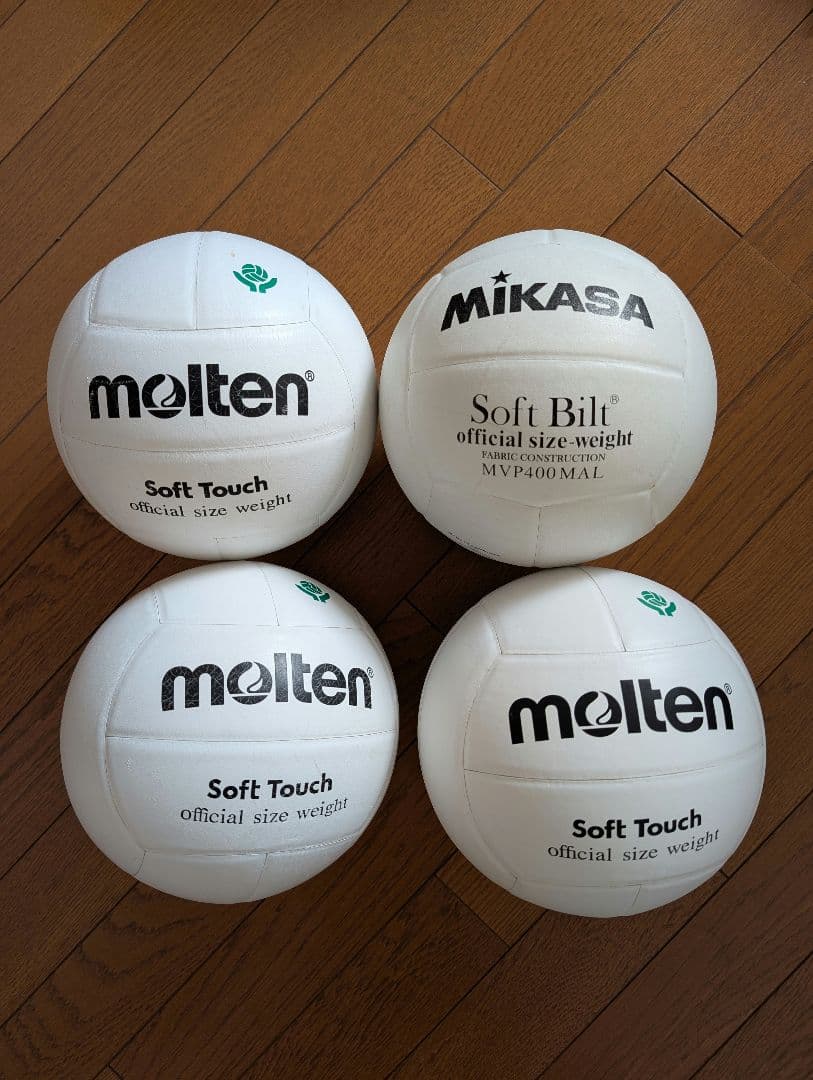 molten®
Soft Touch
official size weight
MiKASA
Soft Bilt®
official size-weight
FABRIC CONSTRUCTION
MVP400MAL
molten®
Soft Touch
official size weight
molten®
Soft Touch
official size weight